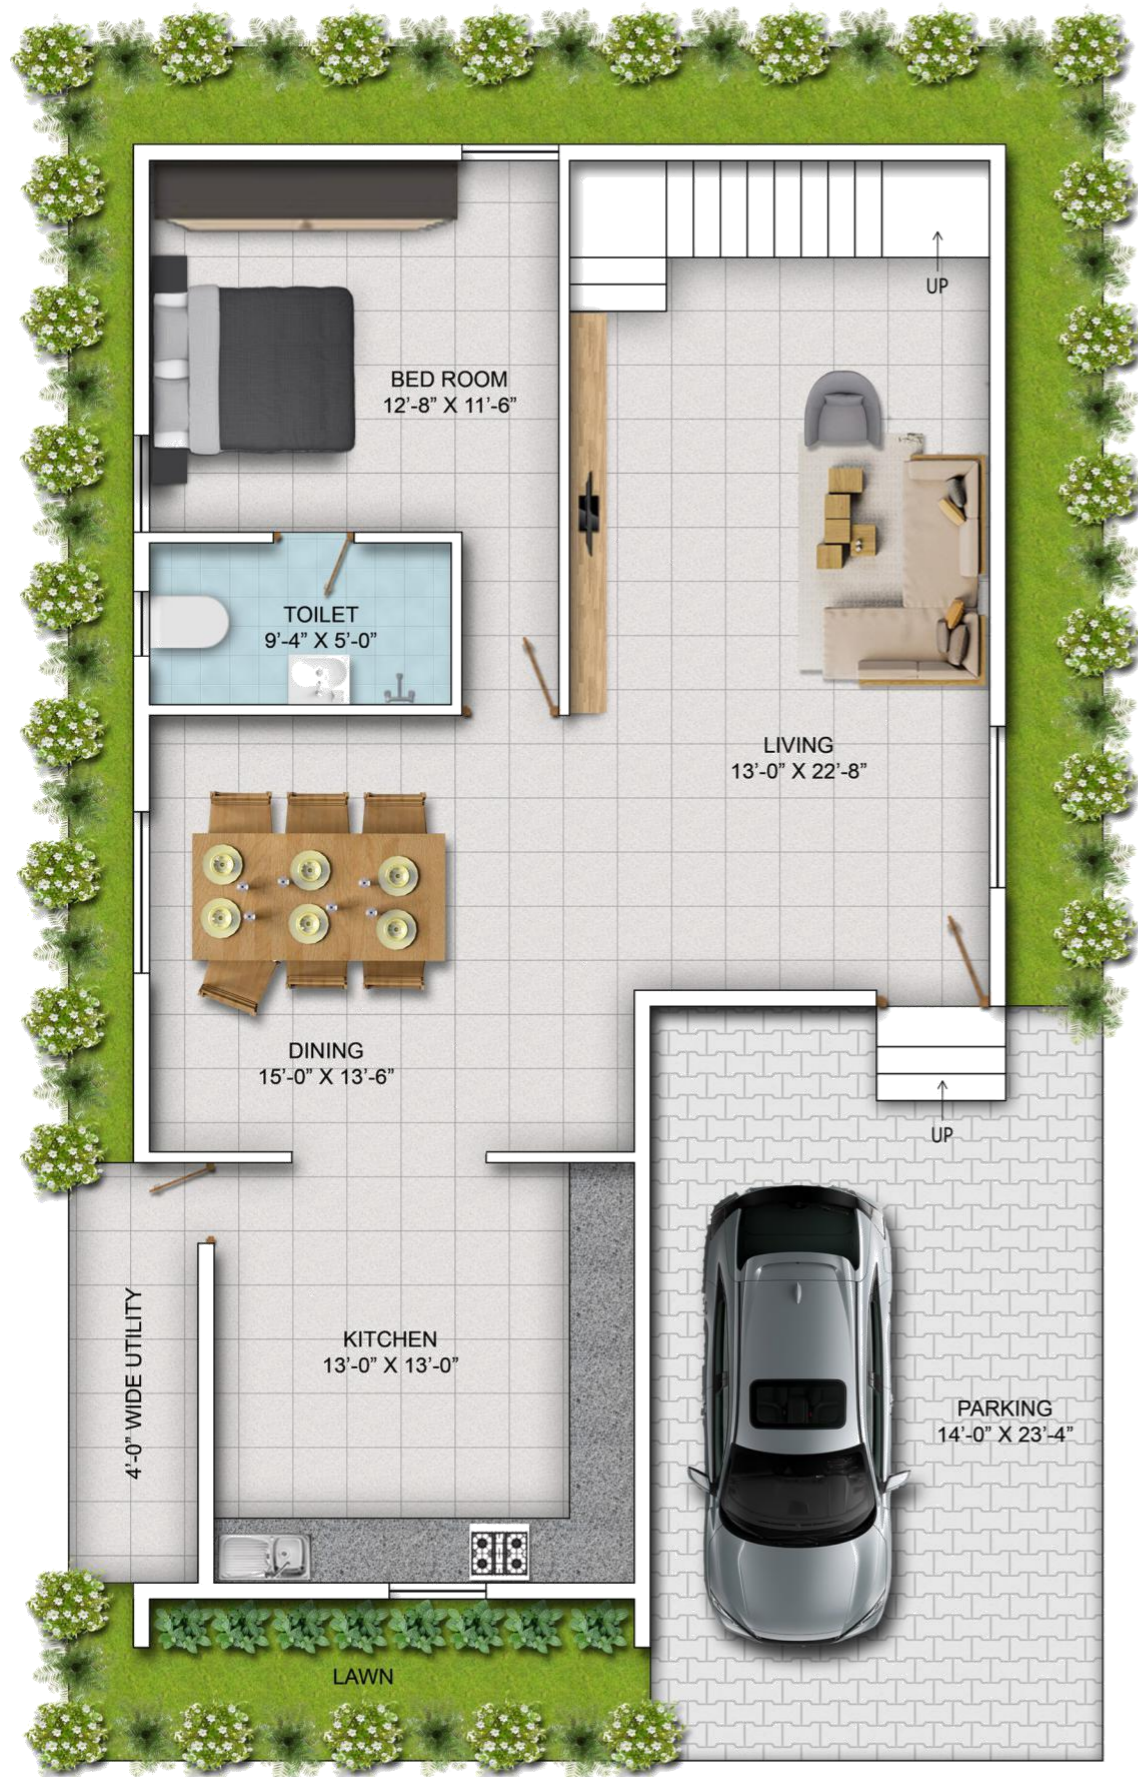 UP
BED ROOM
12’-8” X 11’-6”
TOILET
9’-4” X 5’-0”
LIVING
13’-0” X 22’-8”
DINING
15’-0” X 13’-6”
UP
4’-0” WIDE UTILITY
KITCHEN
13’-0” X 13’-0”
PARKING
14’-0” X 23’-4”
LAWN